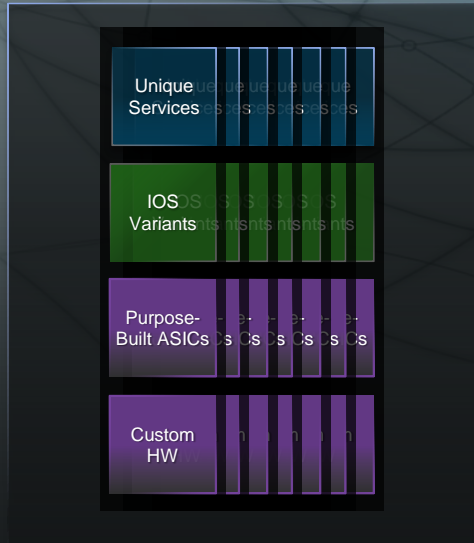 Unique
Services
IOS
Variants
Purpose-
Built ASICs
Custom
HW